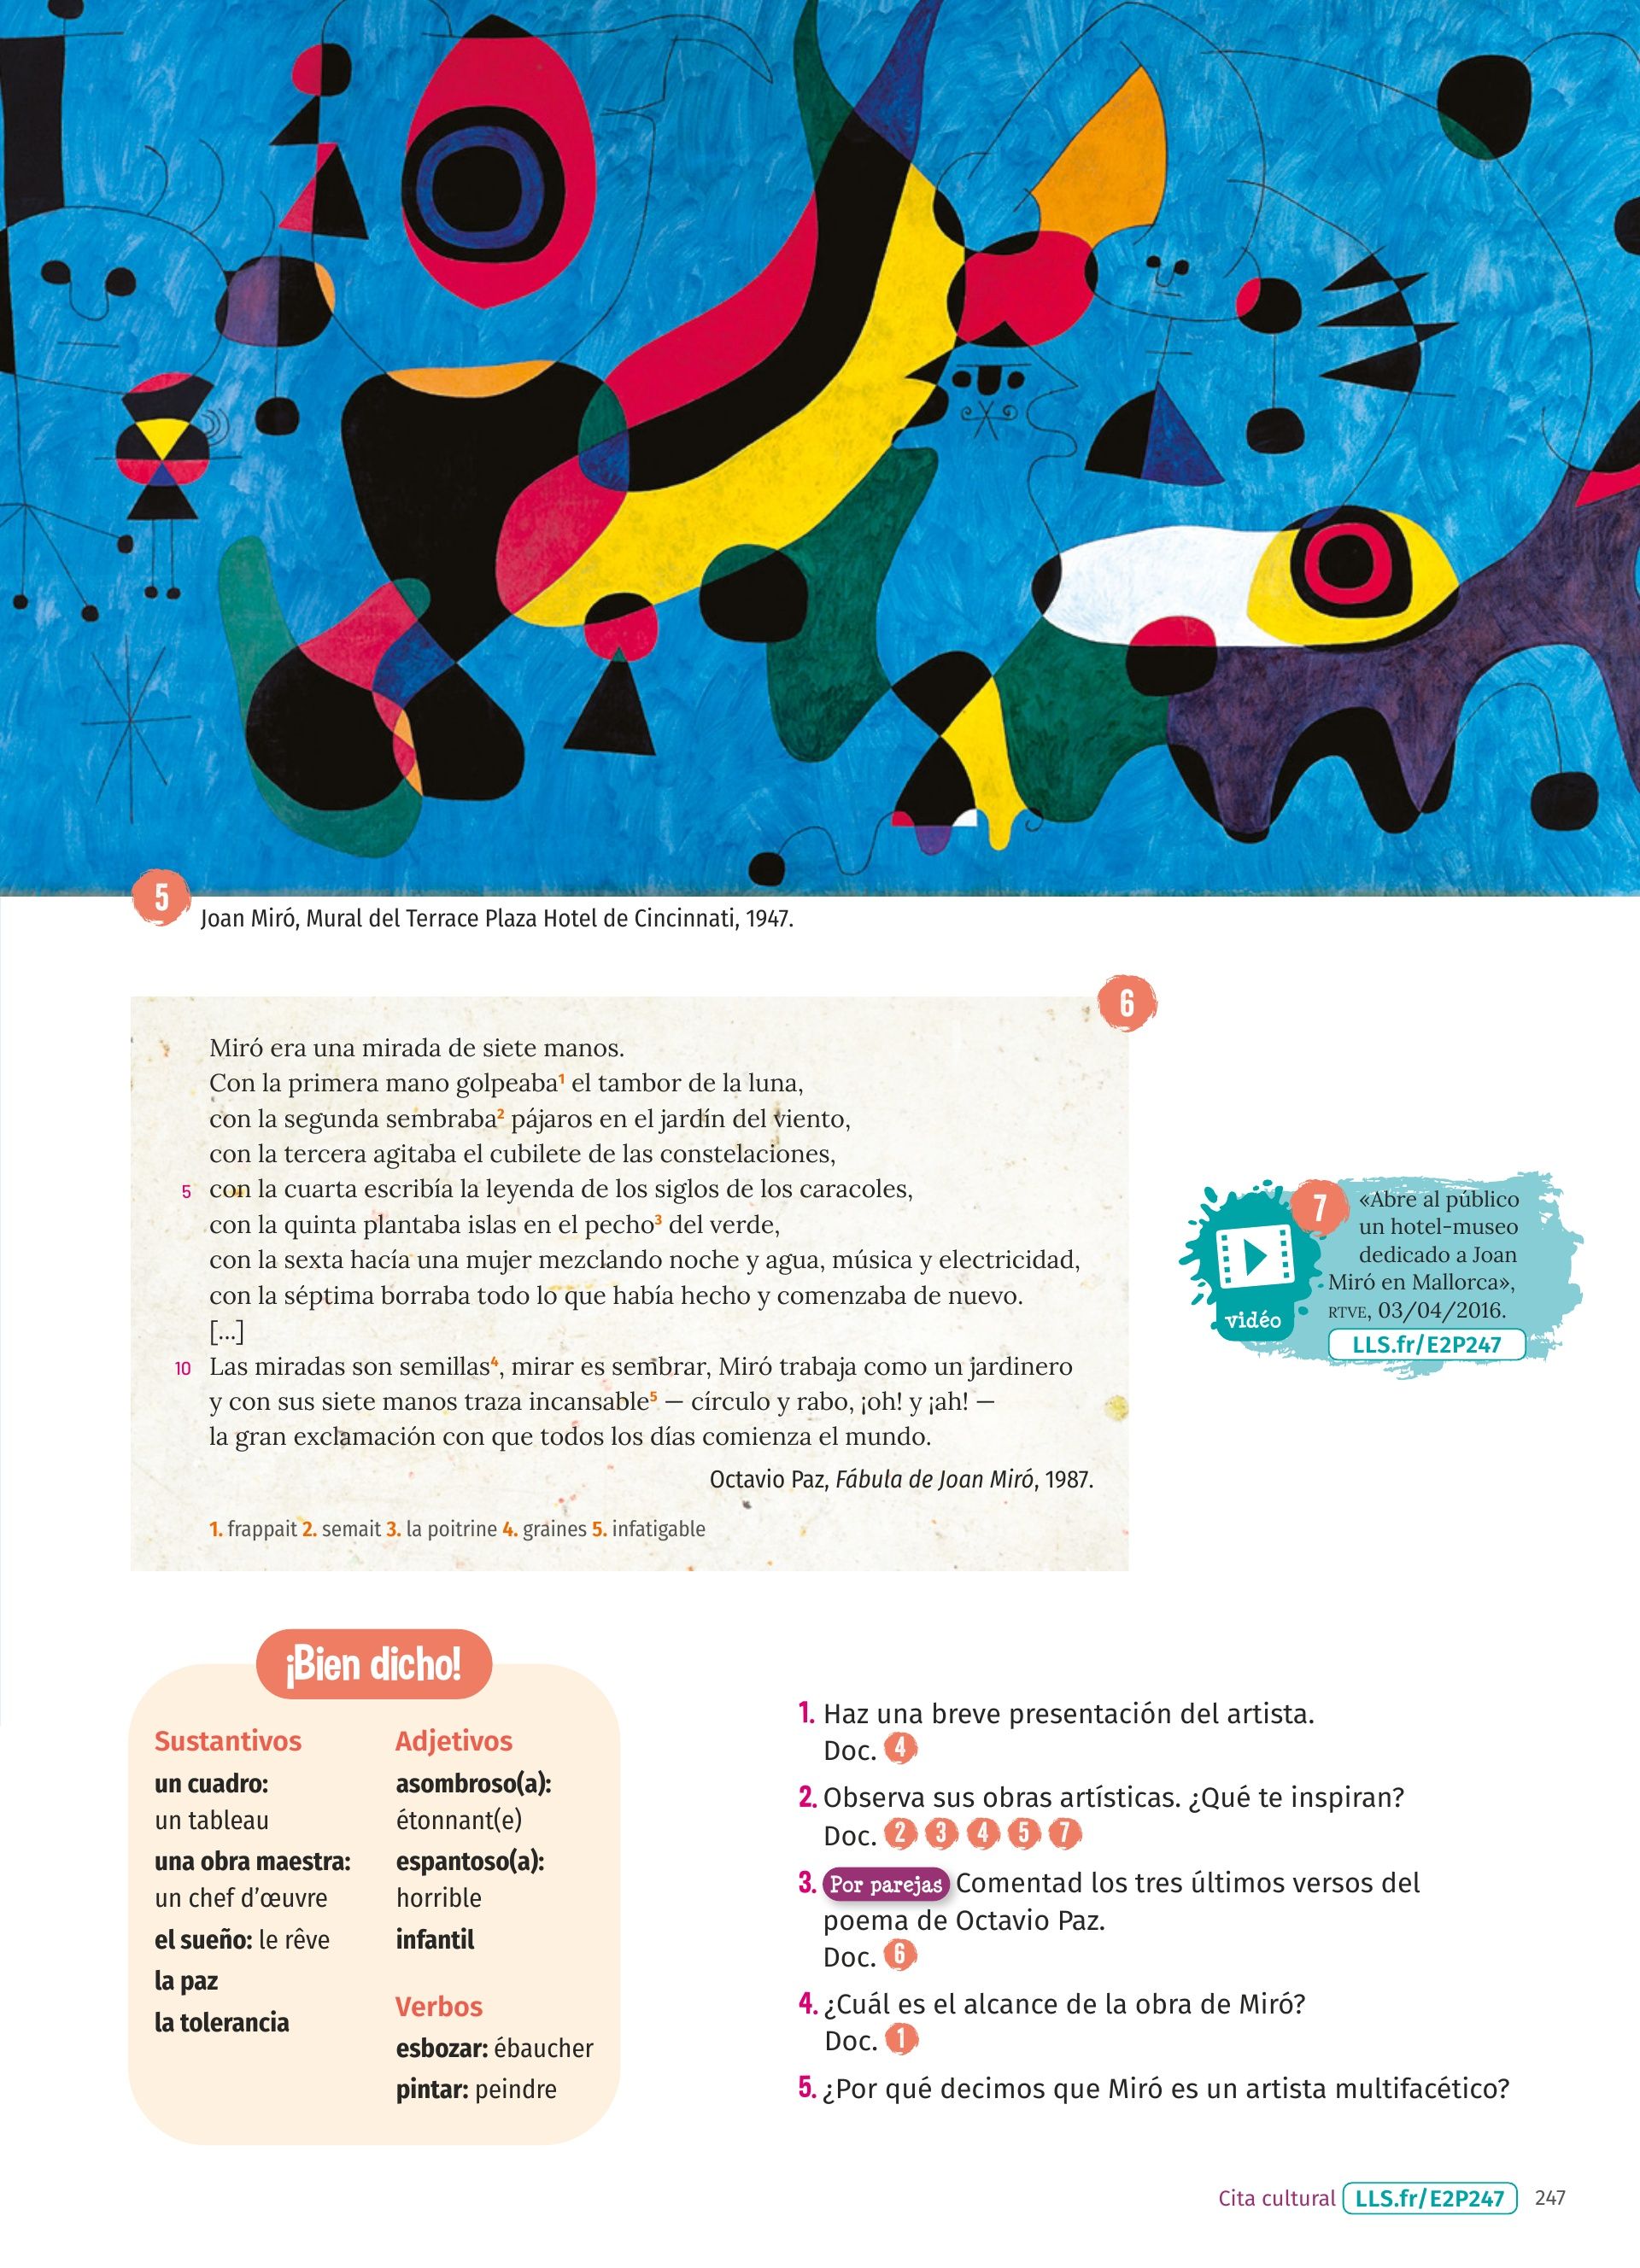 5
Joan Miró, Mural del Terrace Plaza Hotel de Cincinnati, 1947.
6
Miró era una mirada de siete manos.
Con la primera mano golpeaba¹ el tambor de la luna,
con la segunda sembraba² pájaros en el jardín del viento,
con la tercera agitaba el cubilete de las constelaciones,
5 con la cuarta escribía la leyenda de los siglos de los caracoles,
con la quinta plantaba islas en el pecho³ del verde,
con la sexta hacía una mujer mezclando noche y agua, música y electricidad,
con la séptima borraba todo lo que había hecho y comenzaba de nuevo.
[...]
10 Las miradas son semillas⁴, mirar es sembrar, Miró trabaja como un jardinero
y con sus siete manos traza incansable⁵ — círculo y rabo, ¡oh! y ¡ah! —
la gran exclamación con que todos los días comienza el mundo.
Octavio Paz, Fábula de Joan Miró, 1987.
1. frappait 2. semait 3. la poitrine 4. graines 5. infatigable
7
«Abre al público
un hotel-museo
dedicado a Joan
Miró en Mallorca»,
RTVE, 03/04/2016.
vidéo
LLS.fr/E2P247
¡Bien dicho!
Sustantivos
un cuadro:
un tableau
una obra maestra:
un chef d'œuvre
el sueño: le rêve
la paz
la tolerancia
Adjetivos
asombroso(a):
étonnant(e)
espantoso(a):
horrible
infantil
Verbos
esbozar: ébaucher
pintar: peindre
1. Haz una breve presentación del artista.
Doc. 4
2. Observa sus obras artísticas. ¿Qué te inspiran?
Doc. 2 3 4 5 7
3. Por parejas Comentad los tres últimos versos del
poema de Octavio Paz.
Doc. 6
4. ¿Cuál es el alcance de la obra de Miró?
Doc. 1
5. ¿Por qué decimos que Miró es un artista multifacético?
Cita cultural LLS.fr/E2P247 247